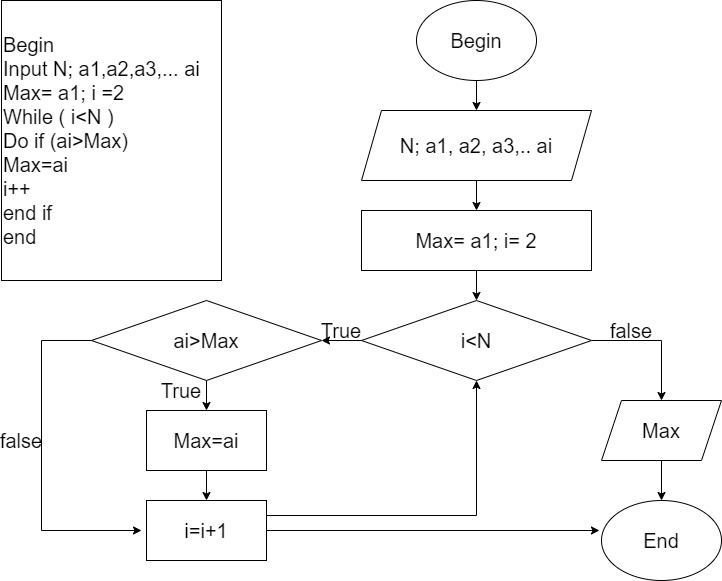 Begin
Input N; a1,a2,a3,... ai
Max= a1; i =2
While ( i<N )
Do if (ai>Max)
Max=ai
i++
end if
end
Begin
N; a1, a2, a3,.. ai
Max= a1; i= 2
i<N
True
false
ai>Max
True
false
Max=ai
Max
i=i+1
End